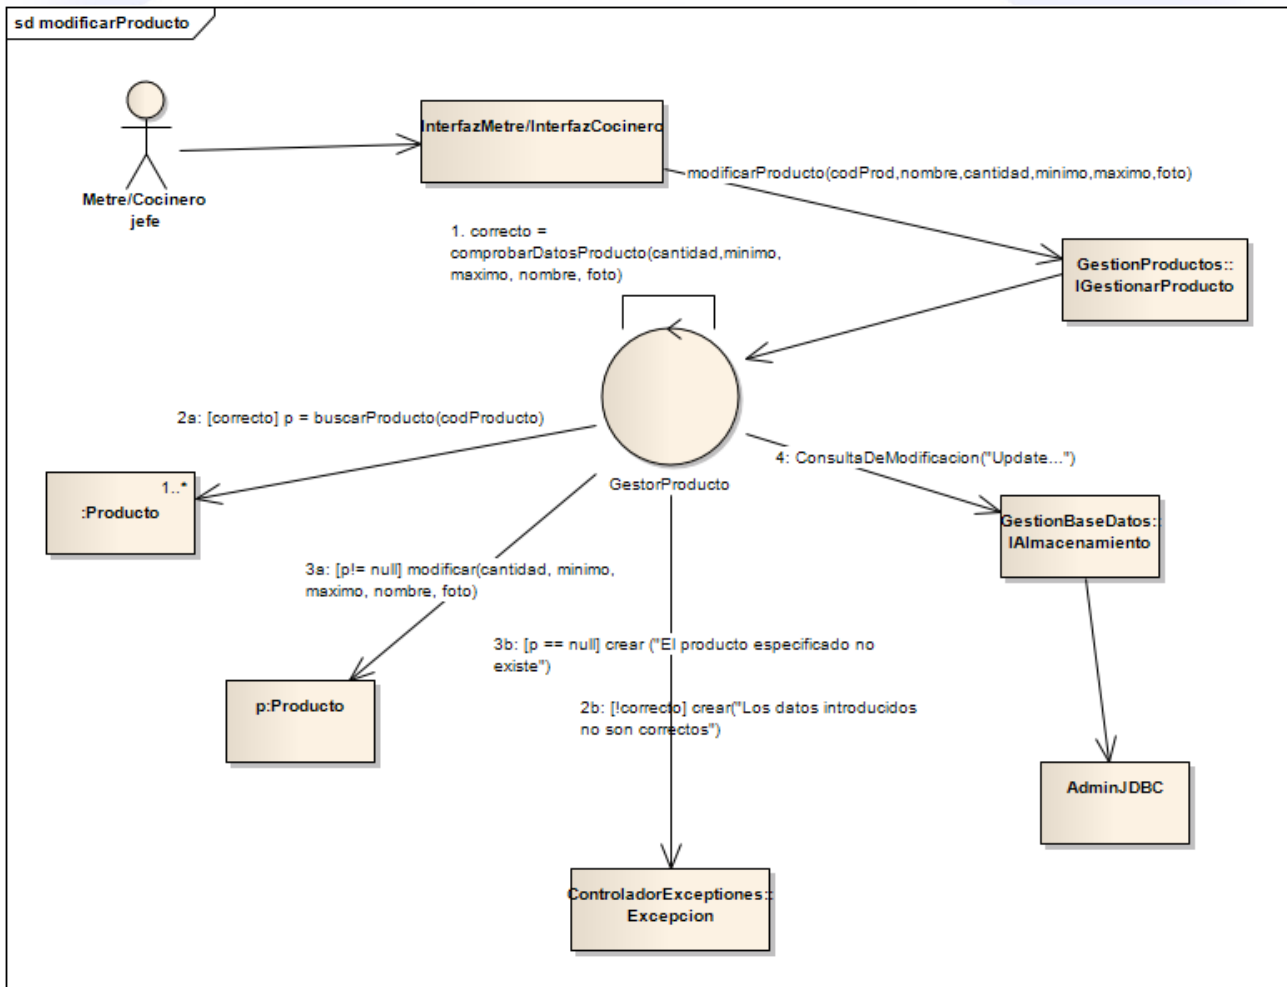 sd modificarProducto
Metre/Cocinero
jefe
InterfazMetre/InterfazCocinero
modificarProducto(codProd,nombre,cantidad,minimo,maximo,foto)
1. correcto =
comprobarDatosProducto(cantidad,minimo,
maximo, nombre, foto)
GestionProductos::
IGestionarProducto
2a: [correcto] p = buscarProducto(codProducto)
GestorProducto
4: ConsultaDeModificacion("Update...")
1..*
:Producto
GestionBaseDatos::
IAlmacenamiento
3a: [p!= null] modificar(cantidad, minimo,
maximo, nombre, foto)
3b: [p == null] crear ("El producto especificado no
existe")
p:Producto
2b: [!correcto] crear("Los datos introducidos
no son correctos")
AdminJDBC
ControladorExceptiones::
Excepcion